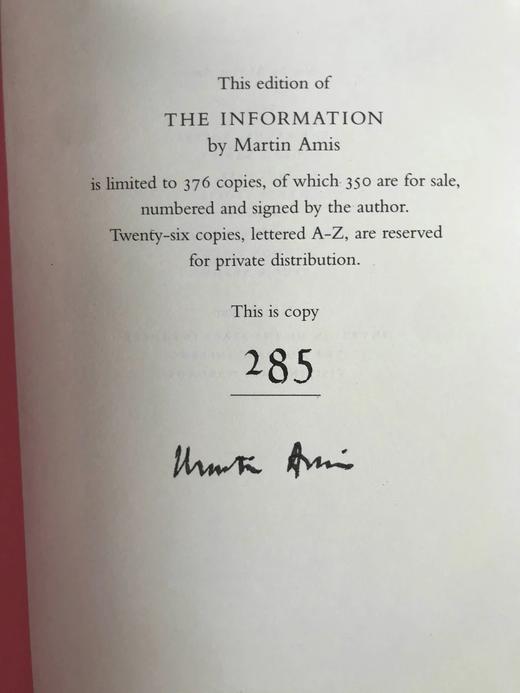 This edition of
THE INFORMATION
by Martin Amis
is limited to 376 copies, of which 350 are for sale,
numbered and signed by the author.
Twenty-six copies, lettered A–Z, are reserved
for private distribution.
This is copy
285
Martin Amis